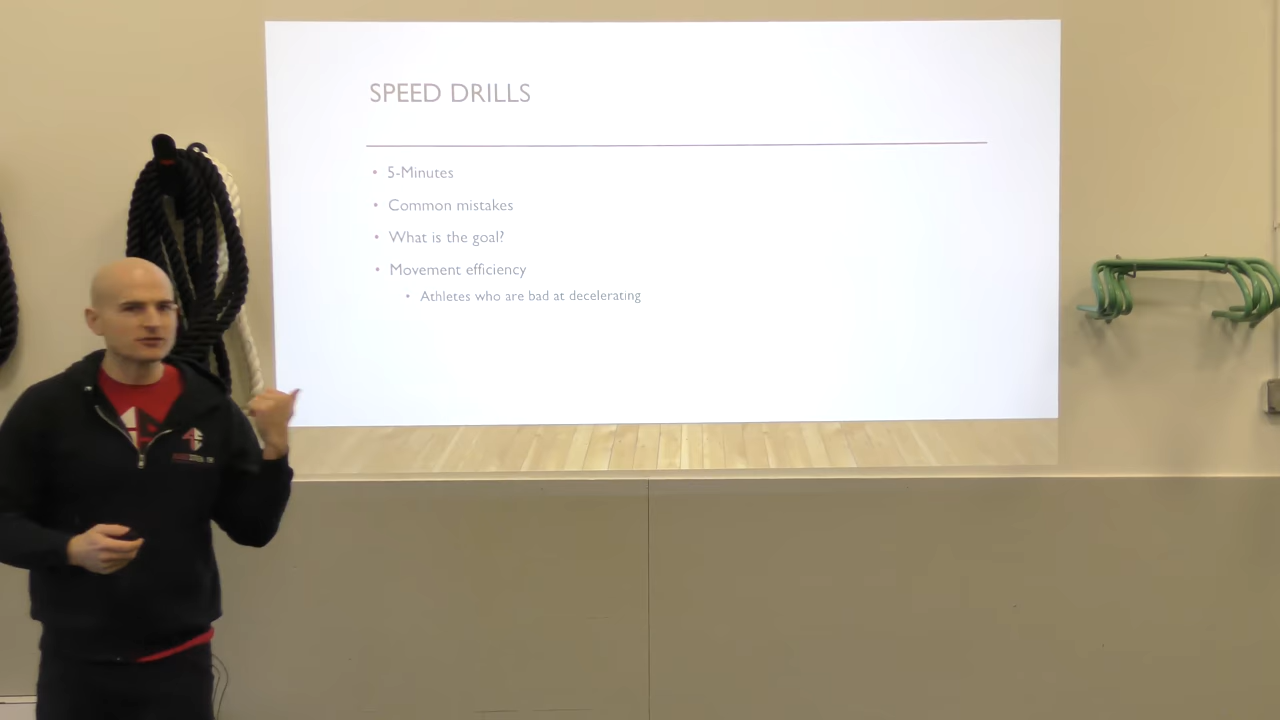 SPEED DRILLS
5-Minutes
Common mistakes
What is the goal?
Movement efficiency
Athletes who are bad at decelerating